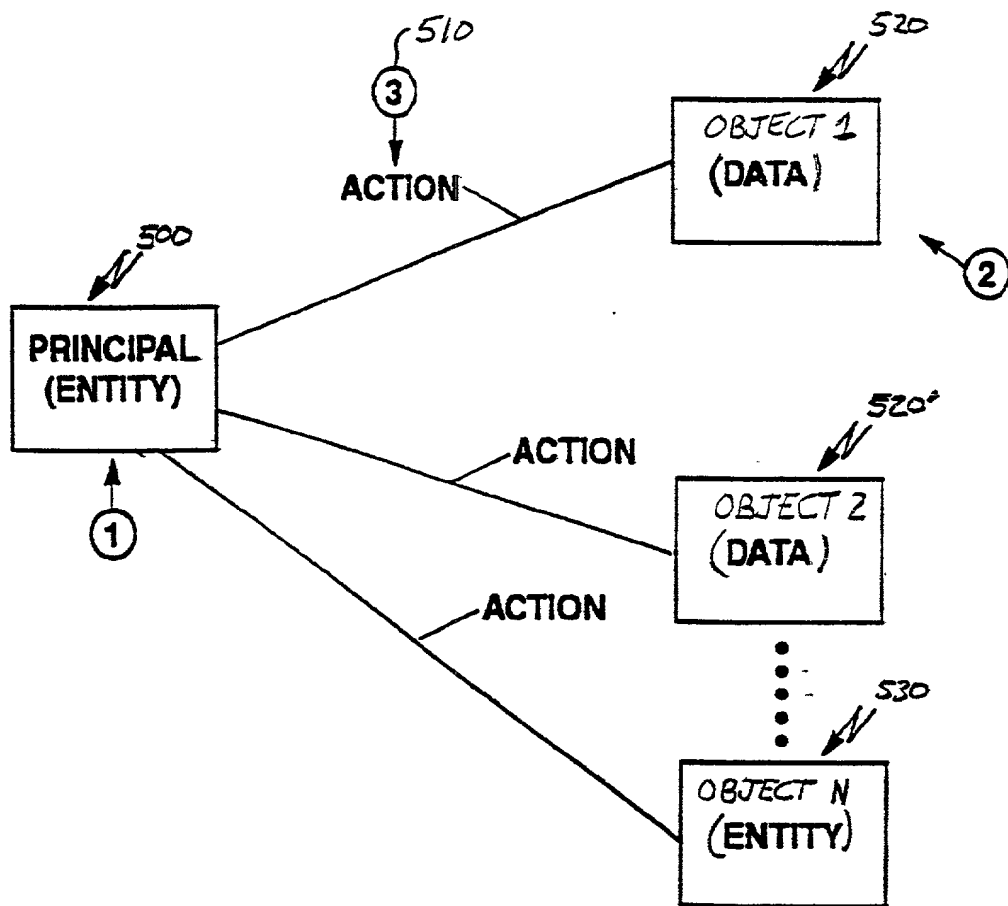 510
520
3
OBJECT 1
(DATA)
ACTION
500
2
PRINCIPAL
(ENTITY)
520'
ACTION
OBJECT 2
(DATA)
1
ACTION
530
OBJECT N
(ENTITY)